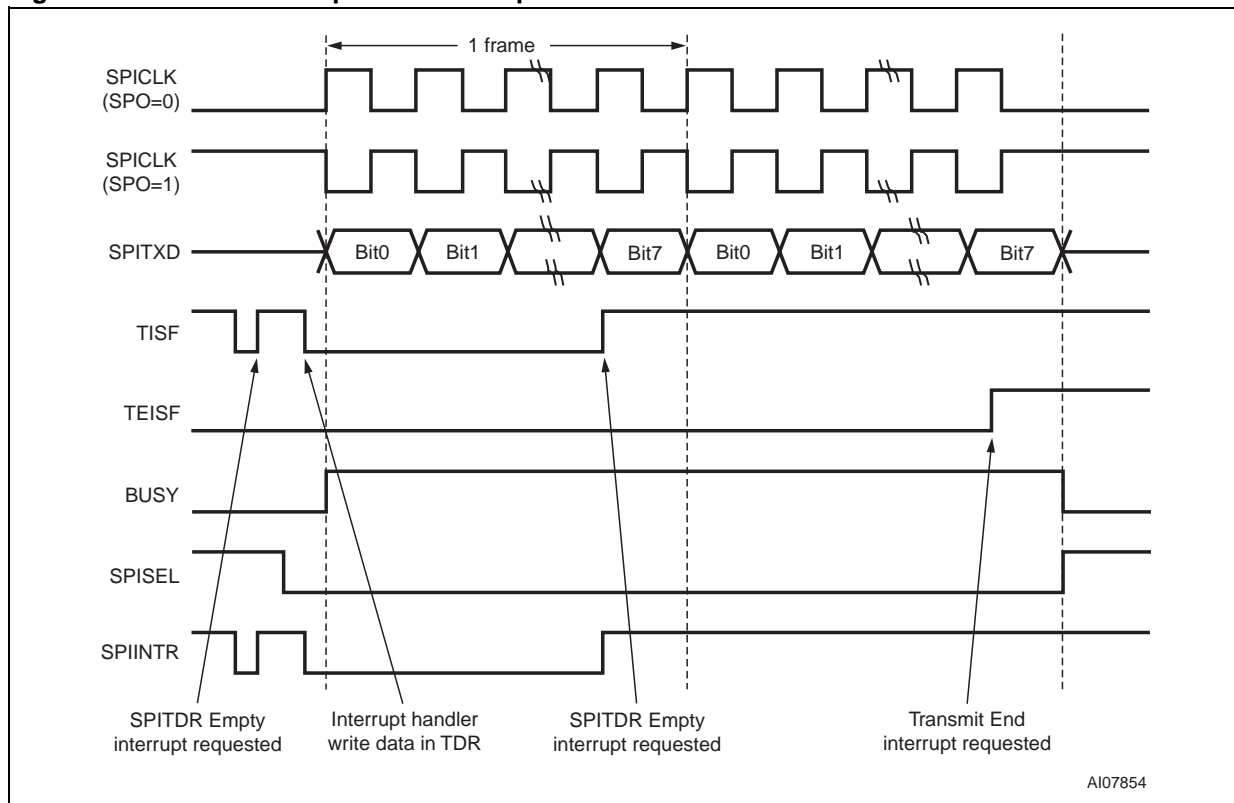 1 frame
SPICLK
(SPO=0)
SPICLK
(SPO=1)
SPITXD
Bit0
Bit1
Bit7
Bit0
Bit1
Bit7
TISF
TEISF
BUSY
SPISEL
SPIINTR
SPITDR Empty
interrupt requested
Interrupt handler
write data in TDR
SPITDR Empty
interrupt requested
Transmit End
interrupt requested
AI07854